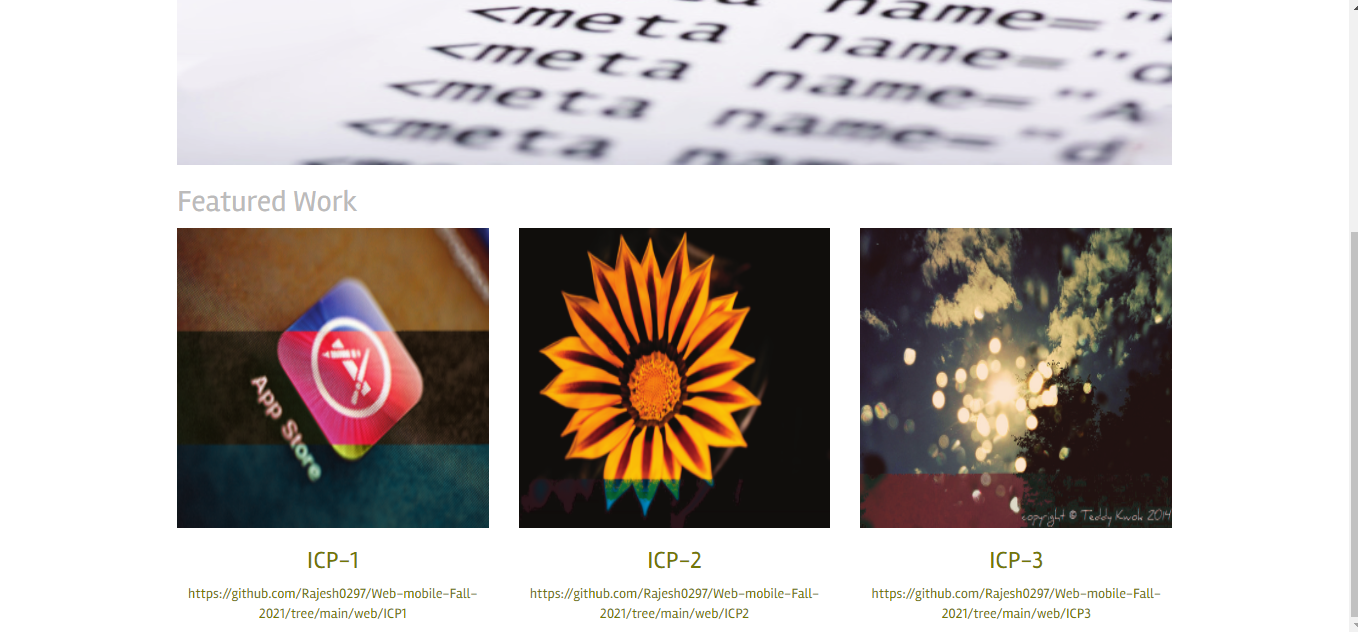 name="
<meta name="
<meta name="d
<meta name="A
<meta name="d
<meta
Featured Work
App Store
copyright © Teddy Kwok 2014
ICP-1
ICP-2
ICP-3
https://github.com/Rajesh0297/Web-mobile-Fall-
2021/tree/main/web/ICP1
https://github.com/Rajesh0297/Web-mobile-Fall-
2021/tree/main/web/ICP2
https://github.com/Rajesh0297/Web-mobile-Fall-
2021/tree/main/web/ICP3